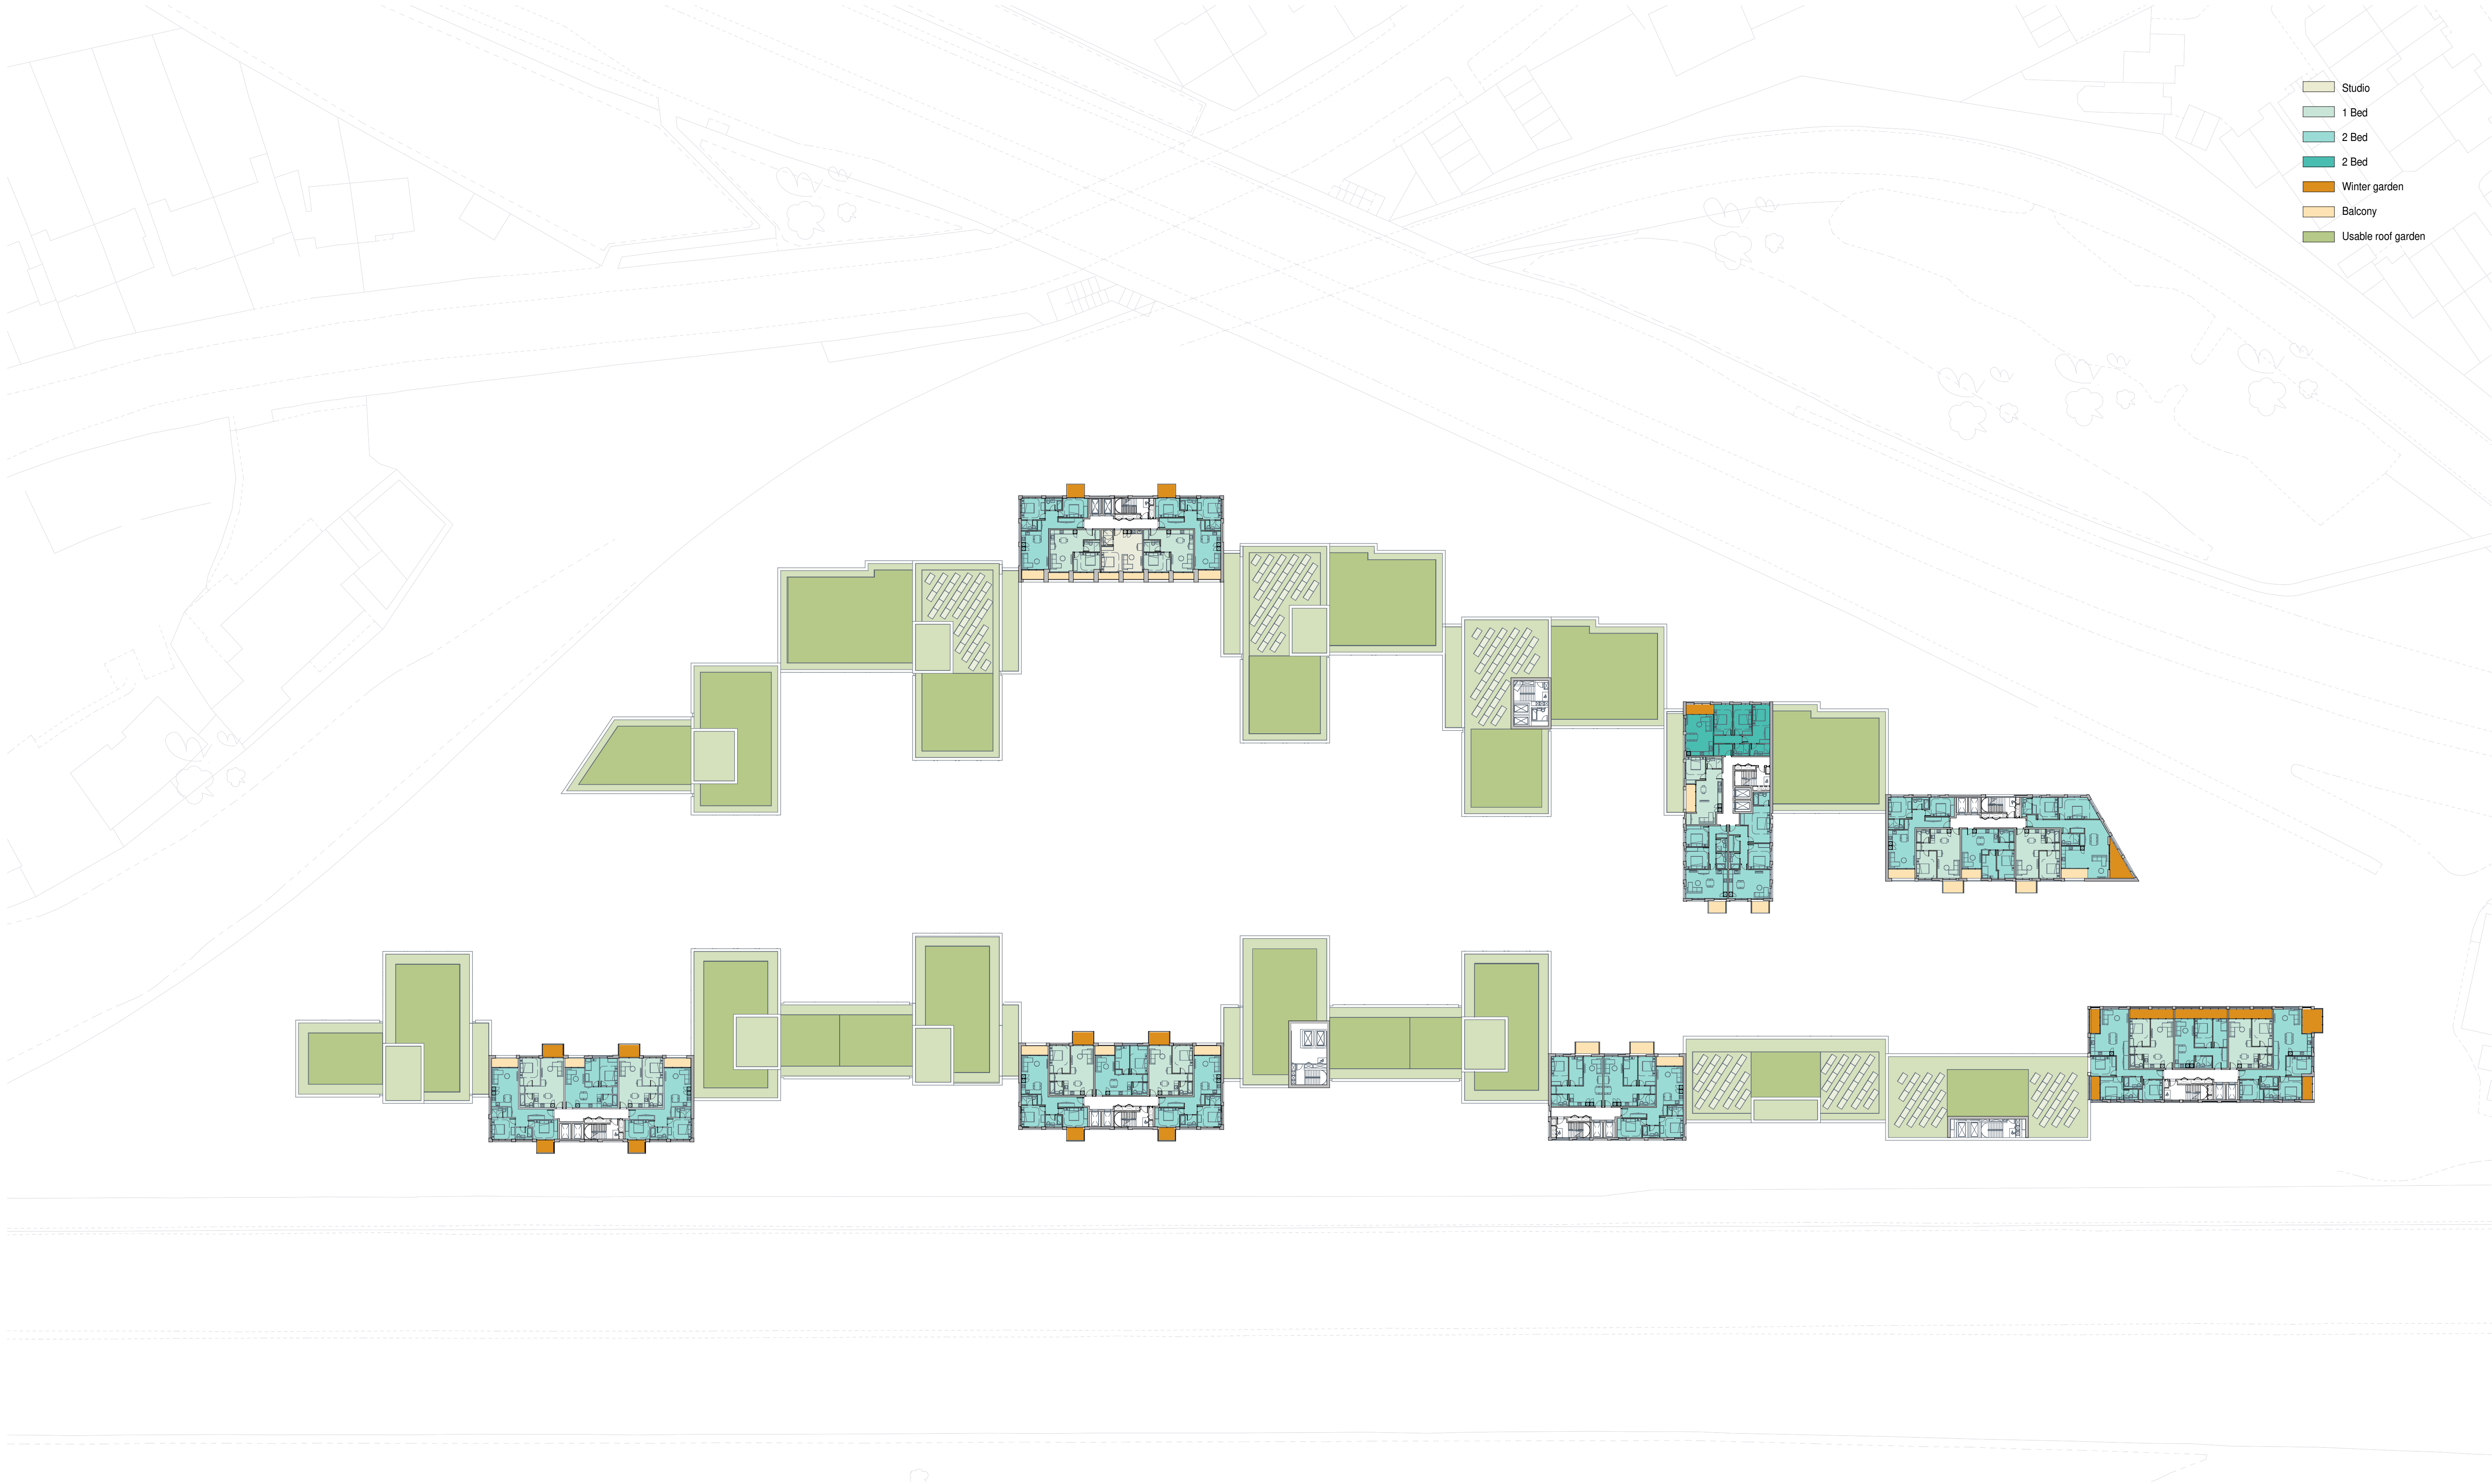 Studio
1 Bed
2 Bed
2 Bed
Winter garden
Balcony
Usable roof garden